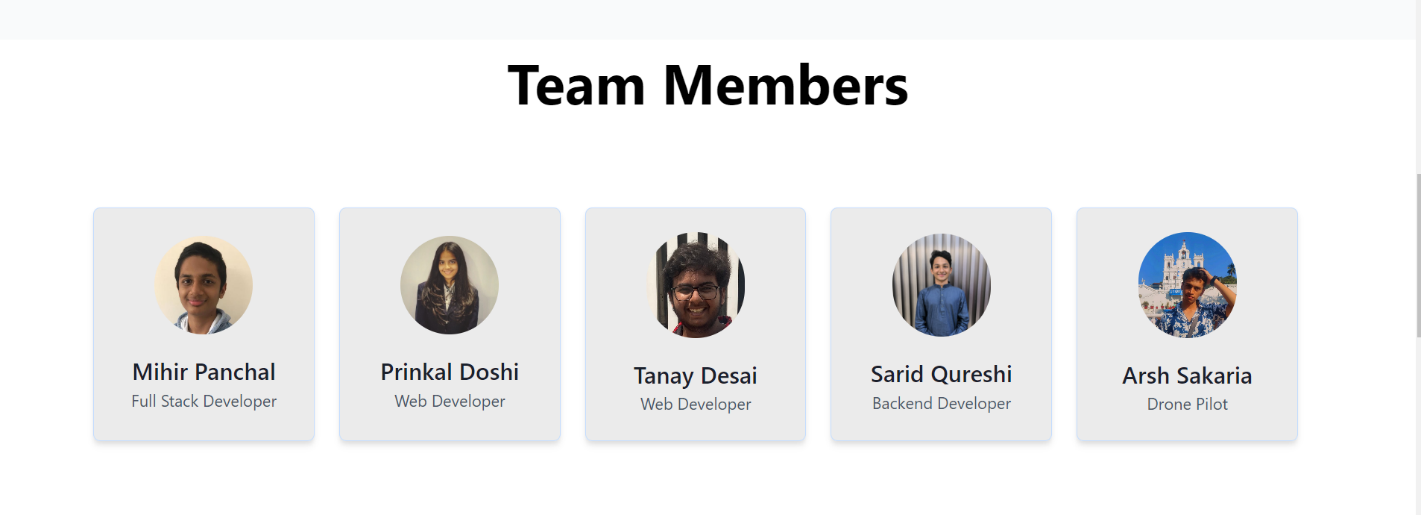 Team Members
Mihir Panchal
Full Stack Developer
Prinkal Doshi
Web Developer
Tanay Desai
Web Developer
Sarid Qureshi
Backend Developer
Arsh Sakaria
Drone Pilot